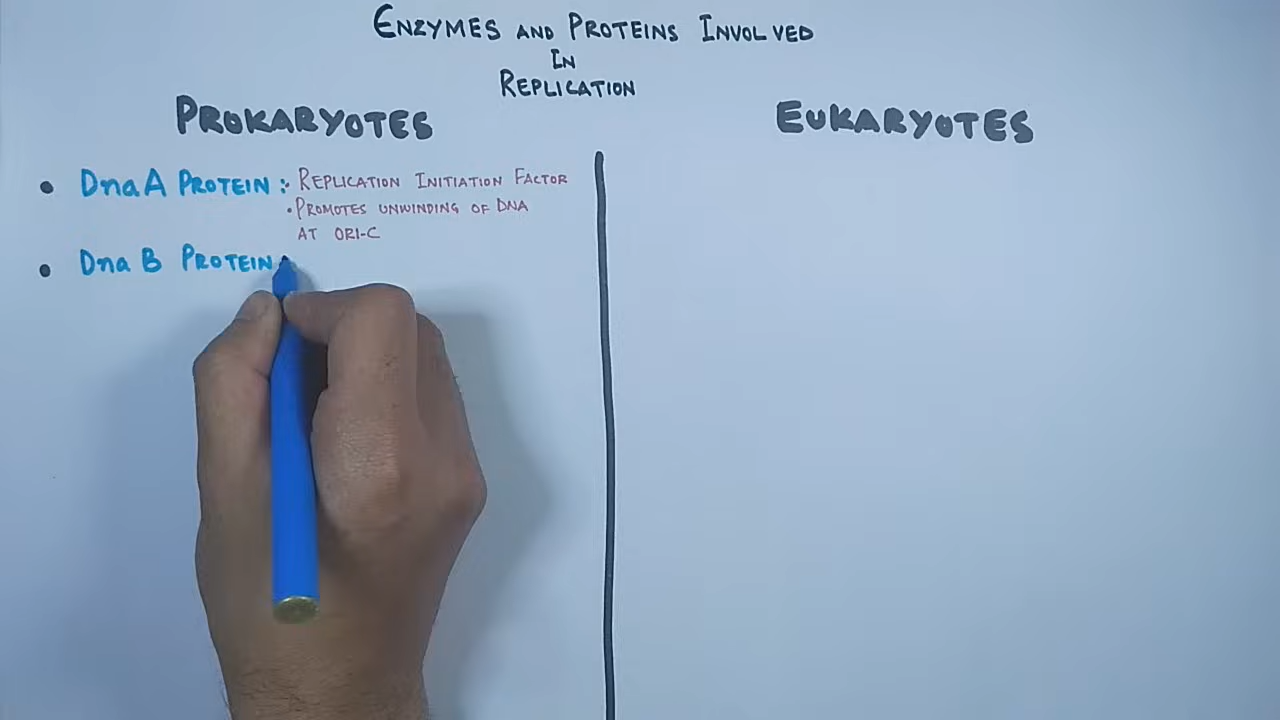 ENZYMES AND PROTEINS INVOLVED
IN
REPLICATION
PROKARYOTES
• DnaA PROTEIN : REPLICATION INITIATION FACTOR
• PROMOTES UNWINDING OF DNA
AT ORI-C
• Dna B PROTEIN
EUKARYOTES